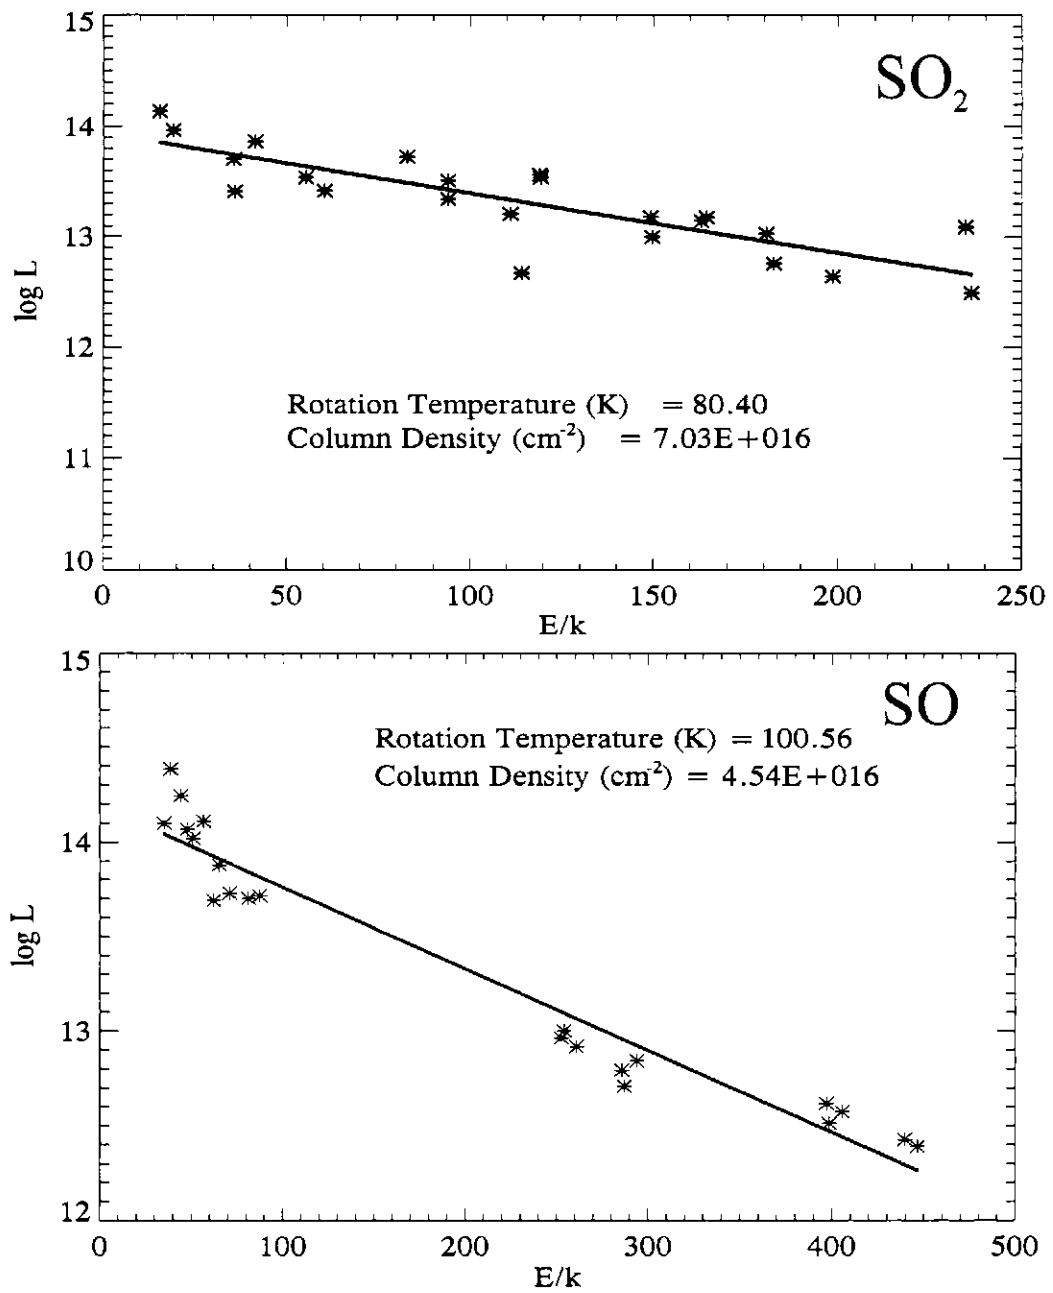 15
SO2
14
13
log L
12
Rotation Temperature (K) = 80.40
Column Density (cm-2) = 7.03E+016
11
10
0 50 100 150 200 250
E/k
15
SO
Rotation Temperature (K) = 100.56
Column Density (cm-2) = 4.54E+016
14
log L
13
12
0 100 200 300 400 500
E/k